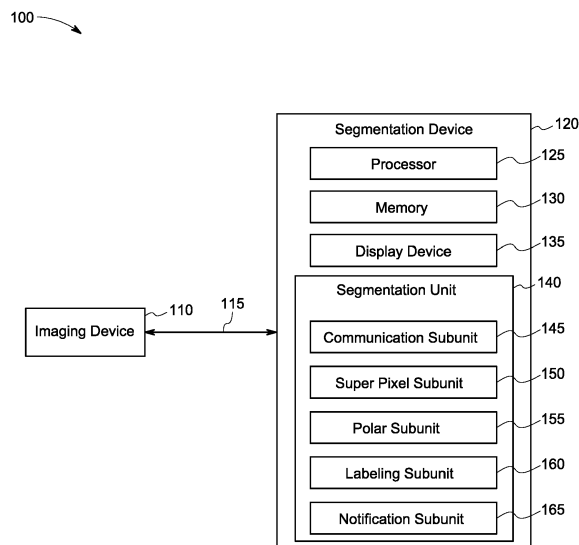 100
Segmentation Device
120
Processor
125
Memory
130
Display Device
135
Segmentation Unit
140
Imaging Device
110
115
Communication Subunit
145
Super Pixel Subunit
150
Polar Subunit
155
Labeling Subunit
160
Notification Subunit
165